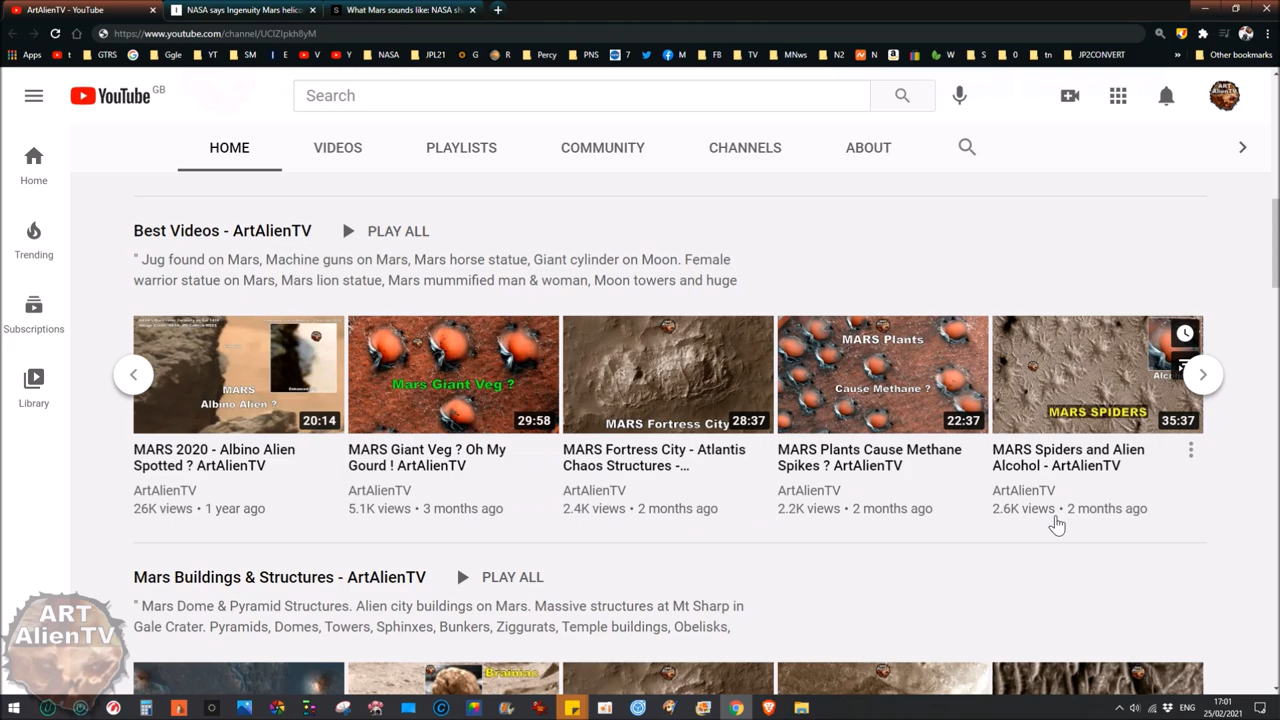 ArtAlienTV - YouTube
NASA says Ingenuity Mars helico
What Mars sounds like: NASA sh
https://www.youtube.com/channel/UCIZIpkh8yM
Apps t GTRS Ggle YT SM E V Y NASA JPL21 G R Percy PNS 7 M FB TV MNws N2 N W S 0 tn JP2CONVERT » Other bookmarks
YouTube GB
Search
HOME VIDEOS PLAYLISTS COMMUNITY CHANNELS ABOUT
Home
Trending
Subscriptions
Library
Best Videos - ArtAlienTV PLAY ALL
" Jug found on Mars, Machine guns on Mars, Mars horse statue, Giant cylinder on Moon. Female
warrior statue on Mars, Mars lion statue, Mars mummified man & woman, Moon towers and huge
MARS
Albino Alien ?
20:14
Mars Giant Veg ?
29:58
MARS Fortress City
28:37
MARS Plants
Cause Methane ?
22:37
MARS SPIDERS
35:37
MARS 2020 - Albino Alien
Spotted ? ArtAlienTV
ArtAlienTV
26K views • 1 year ago
MARS Giant Veg ? Oh My
Gourd ! ArtAlienTV
ArtAlienTV
5.1K views • 3 months ago
MARS Fortress City - Atlantis
Chaos Structures -...
ArtAlienTV
2.4K views • 2 months ago
MARS Plants Cause Methane
Spikes ? ArtAlienTV
ArtAlienTV
2.2K views • 2 months ago
MARS Spiders and Alien
Alcohol - ArtAlienTV
ArtAlienTV
2.6K views • 2 months ago
Mars Buildings & Structures - ArtAlienTV PLAY ALL
" Mars Dome & Pyramid Structures. Alien city buildings on Mars. Massive structures at Mt Sharp in
Gale Crater. Pyramids, Domes, Towers, Sphinxes, Bunkers, Ziggurats, Temple buildings, Obelisks,
Braimac
ART
AlienTV
17:01
25/02/2021